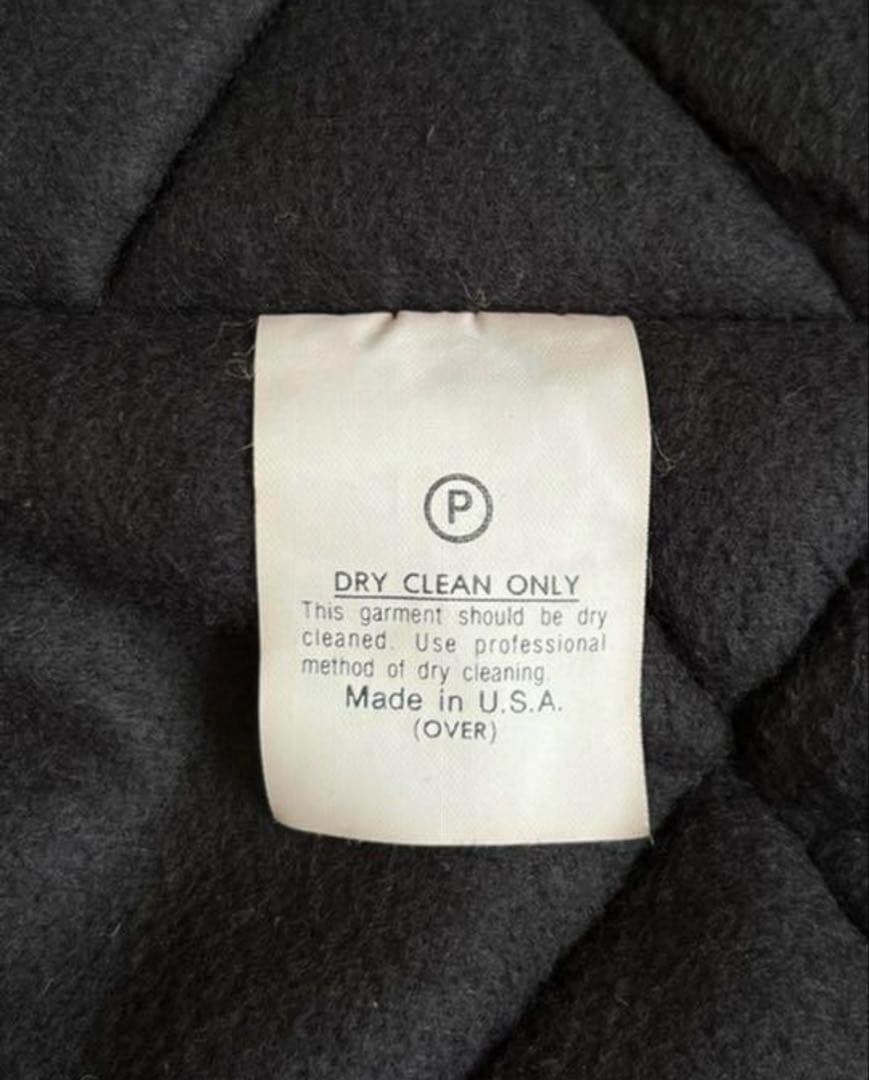 P
DRY CLEAN ONLY
This garment should be dry
cleaned. Use professional
method of dry cleaning.
Made in U.S.A.
(OVER)